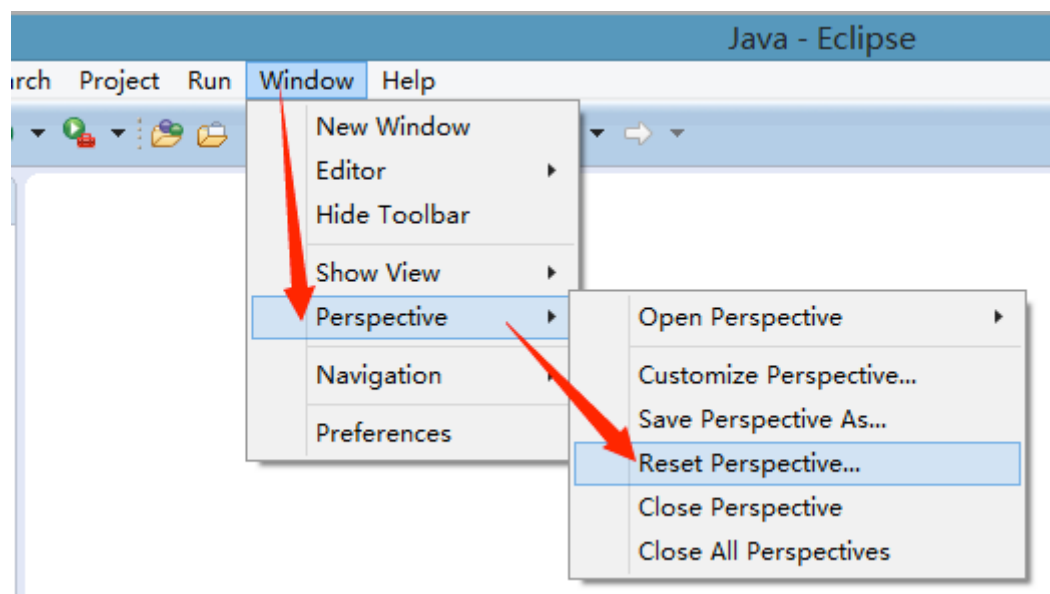 Java - Eclipse
arch Project Run Window Help
New Window
Editor
Hide Toolbar
Show View
Perspective
Navigation
Preferences
Open Perspective
Customize Perspective...
Save Perspective As...
Reset Perspective...
Close Perspective
Close All Perspectives